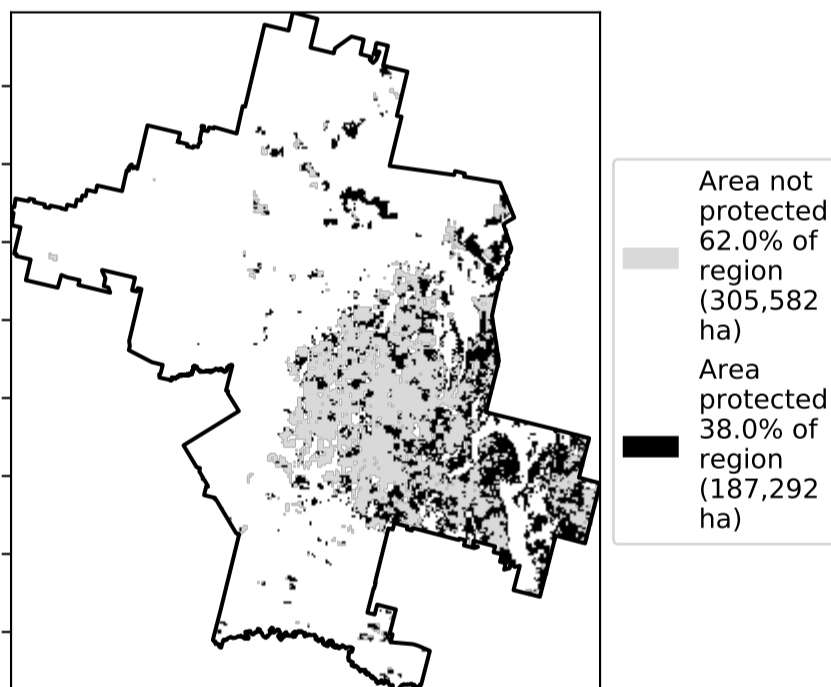 Area not
protected
62.0% of
region
(305,582
ha)
Area
protected
38.0% of
region
(187,292
ha)